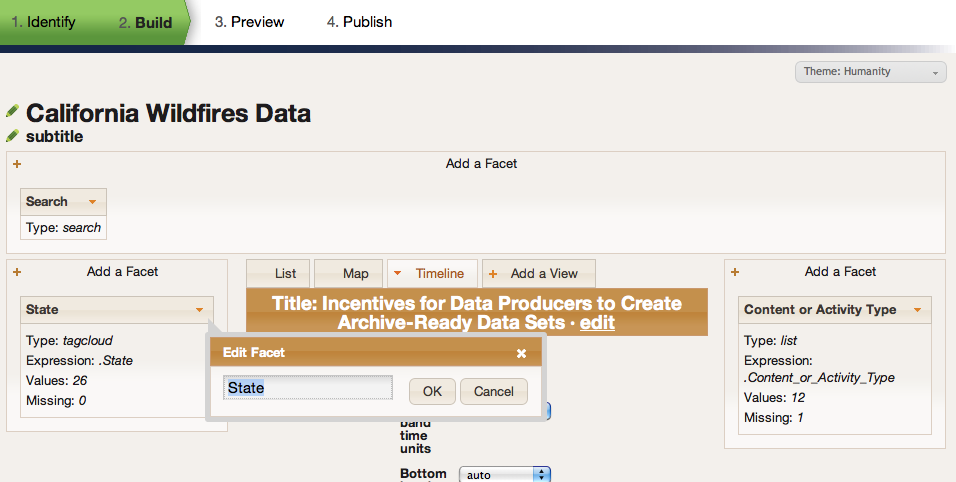 1. Identify
2. Build
3. Preview
4. Publish
Theme: Humanity
California Wildfires Data
subtitle
Add a Facet
Search
Type: search
Add a Facet
State
Type: tagcloud
Expression: .State
Values: 26
Missing: 0
List
Map
Timeline
Add a View
Title: Incentives for Data Producers to Create
Archive-Ready Data Sets · edit
Edit Facet
State
OK
Cancel
band
time
units
Bottom
auto
Add a Facet
Content or Activity Type
Type: list
Expression:
.Content_or_Activity_Type
Values: 12
Missing: 1